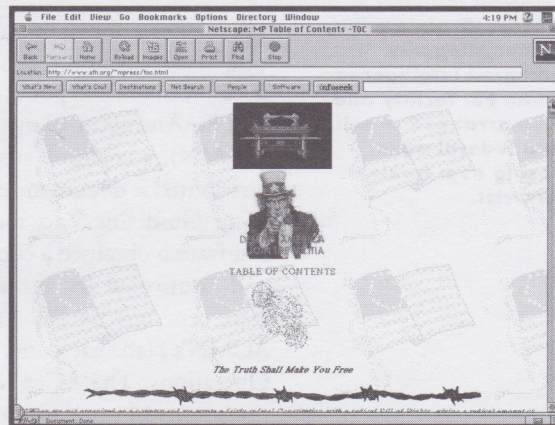 File Edit View Go Bookmarks Options Directory Window 4:19 PM
Netscape: MP Table of Contents -TOC
Back Forward Home Reload Images Open Print Find Stop
N
Location: http://www.afn.org/~mpress/toc.html
What's New What's Cool Destinations Net Search People Software infoseek
TABLE OF CONTENTS
The Truth Shall Make You Free
Document: Done.